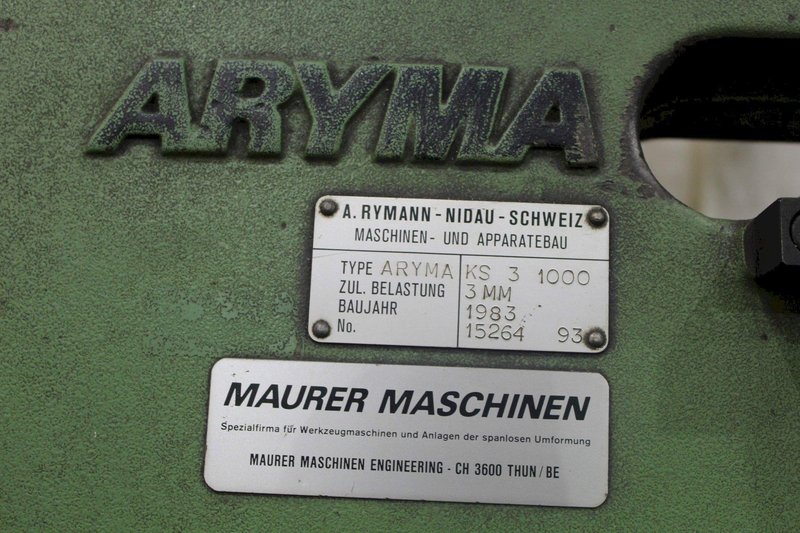 ARYMA
A. RYMANN - NIDAU - SCHWEIZ
MASCHINEN- UND APPARATEBAU
TYPE ARYMA KS 3 1000
ZUL. BELASTUNG 3 MM
BAUJAHR 1983
No. 15264 93
MAURER MASCHINEN
Spezialfirma für Werkzeugmaschinen und Anlagen der spanlosen Umformung
MAURER MASCHINEN ENGINEERING - CH 3600 THUN/BE